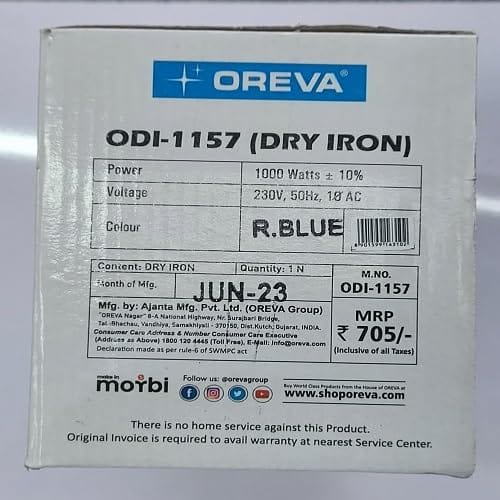 OREVA®
ODI-1157 (DRY IRON)
Power 1000 Watts ± 10%
Voltage 230V, 50Hz, 1Ø AC
Colour R.BLUE
Content: DRY IRON Quantity: 1 N M.NO.
Month of Mfg. JUN-23 ODI-1157
Mfg. by: Ajanta Mfg. Pvt. Ltd. (OREVA Group)
"OREVA Nagar" 8-A National Highway, Nr. Surajbari Bridge,
Tal.:Bhachau, Vandhiya, Samakhiyali - 370150, Dist.Kutch, Gujarat, INDIA.
Consumer Care Address & Number Consumer Care Executive
(Address as Above) 1800 120 4445 (Toll Free), E-Mail: info@oreva.com
Declaration made as per rule-6 of SWMPC act
MRP
₹ 705/-
(Inclusive of all Taxes)
make in
morbi
Follow us: @orevagroup
Buy World Class Products from the House of OREVA at
www.shoporeva.com
There is no home service against this Product.
Original Invoice is required to avail warranty at nearest Service Center.